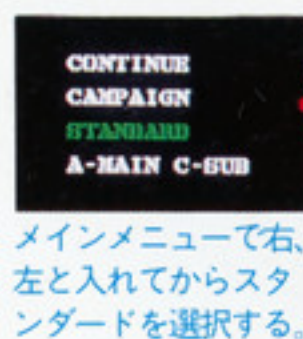 CONTINUE
CAMPAIGN
STANDARD
A-MAIN C-SUB
メインメニューで右、
左と入れてからスタ
ンダードを選択する。